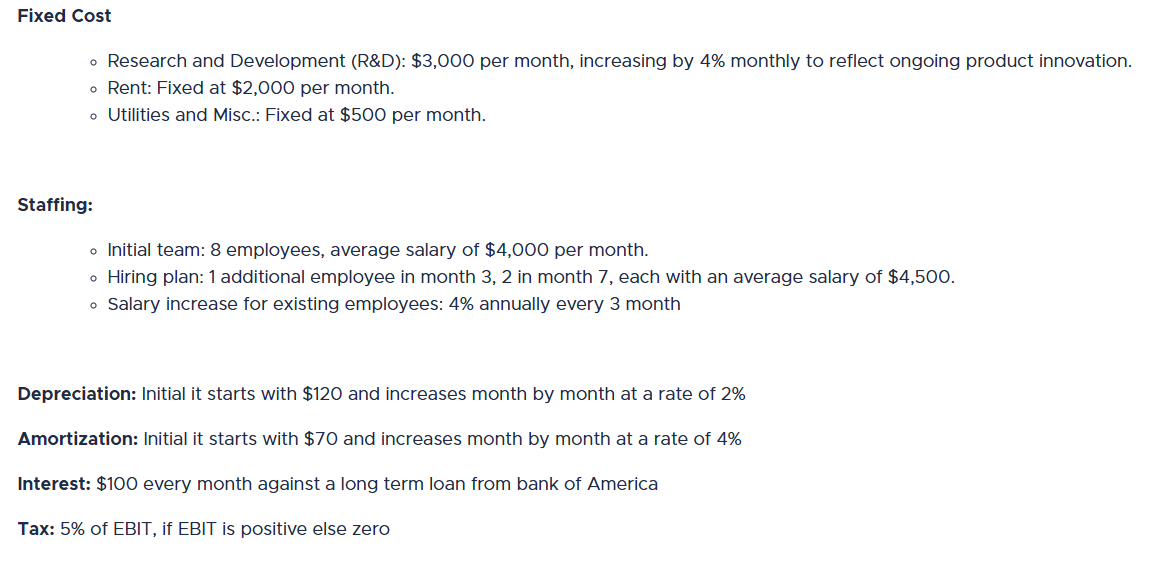 Fixed Cost
◦ Research and Development (R&D): $3,000 per month, increasing by 4% monthly to reflect ongoing product innovation.
◦ Rent: Fixed at $2,000 per month.
◦ Utilities and Misc.: Fixed at $500 per month.
Staffing:
◦ Initial team: 8 employees, average salary of $4,000 per month.
◦ Hiring plan: 1 additional employee in month 3, 2 in month 7, each with an average salary of $4,500.
◦ Salary increase for existing employees: 4% annually every 3 month
Depreciation: Initial it starts with $120 and increases month by month at a rate of 2%
Amortization: Initial it starts with $70 and increases month by month at a rate of 4%
Interest: $100 every month against a long term loan from bank of America
Tax: 5% of EBIT, if EBIT is positive else zero